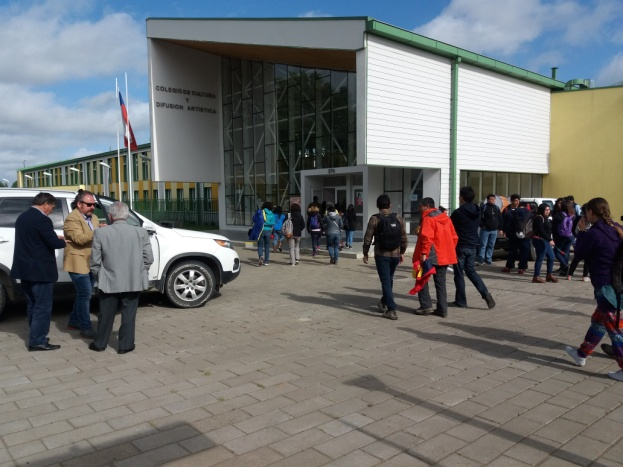 COLEGIO DE CULTURA
Y
DIFUSION ARTISTICA